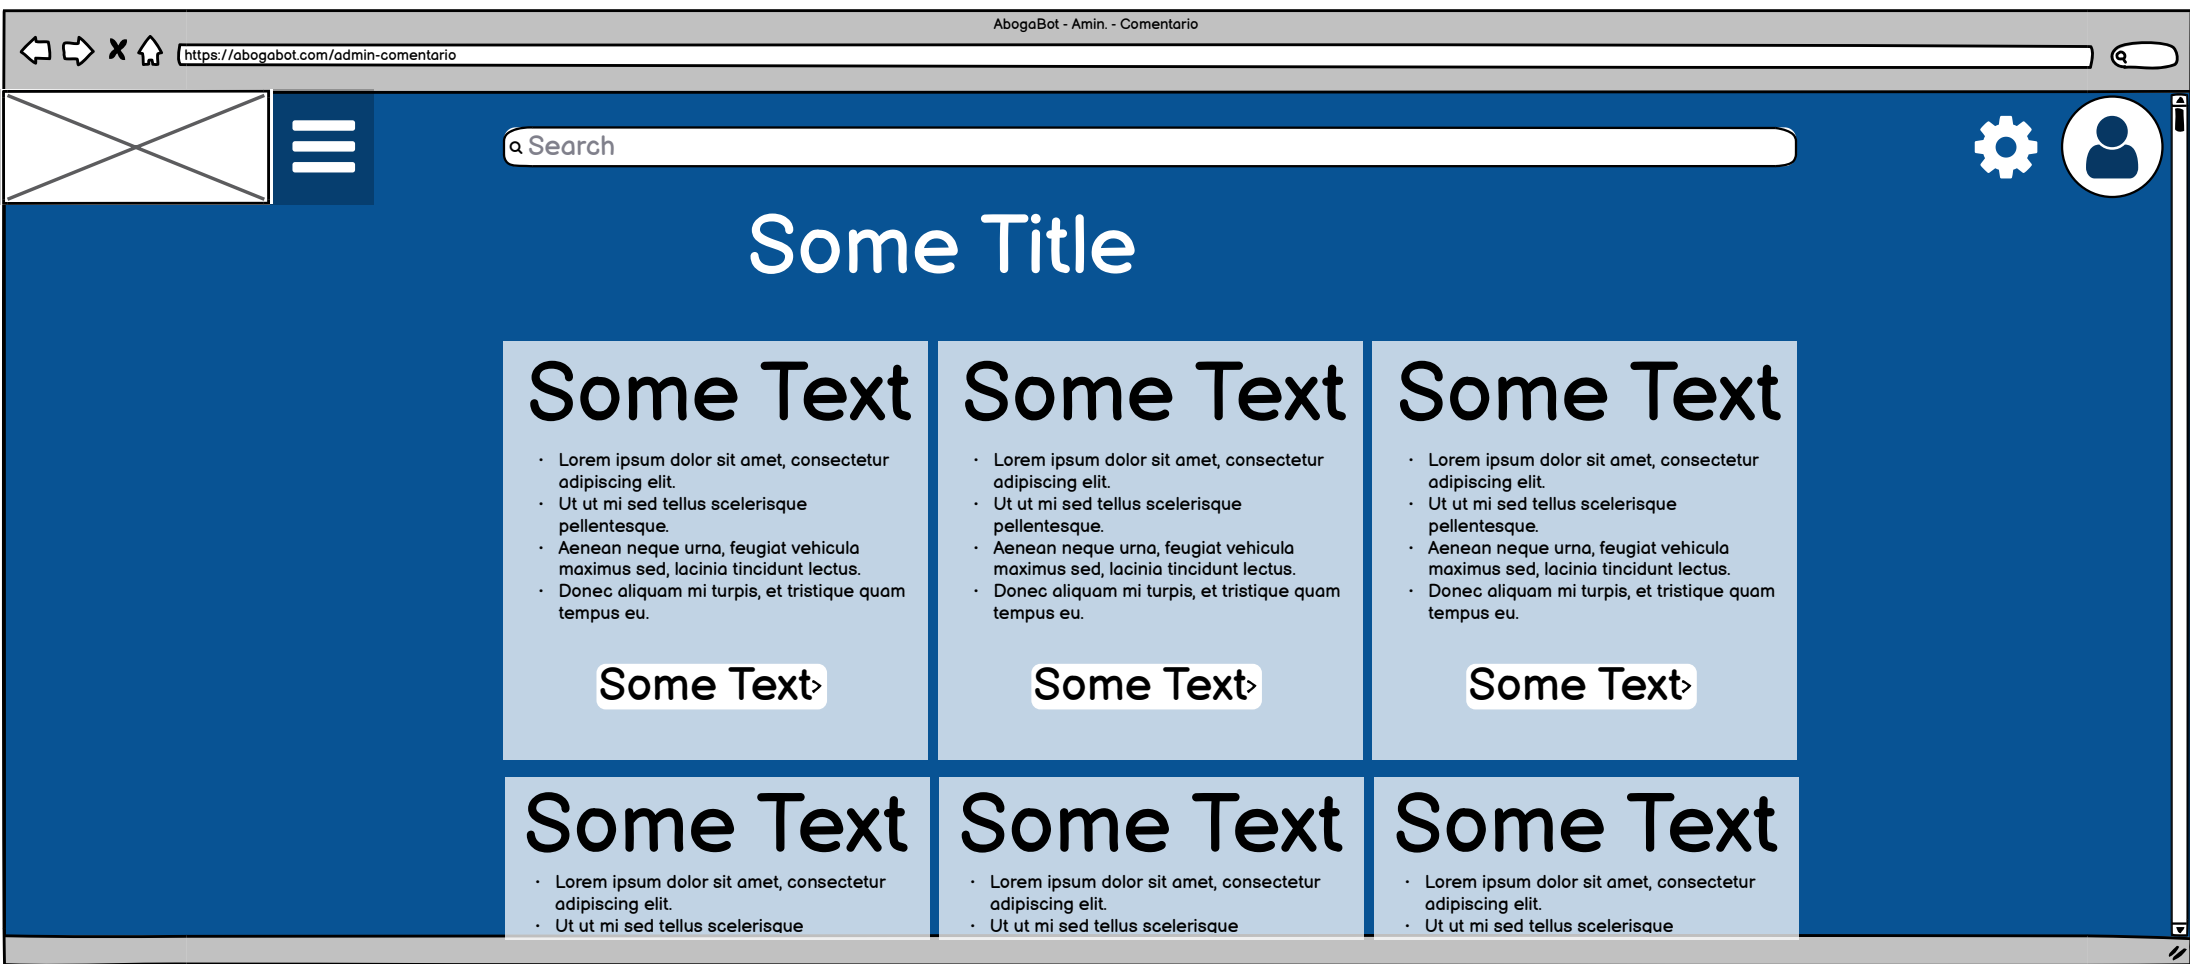 AbogaBot - Amin. - Comentario
https://abogabot.com/admin-comentario
Search
Some Title
Some Text
• Lorem ipsum dolor sit amet, consectetur
adipiscing elit.
• Ut ut mi sed tellus scelerisque
pellentesque.
• Aenean neque urna, feugiat vehicula
maximus sed, lacinia tincidunt lectus.
• Donec aliquam mi turpis, et tristique quam
tempus eu.
Some Text>
Some Text
• Lorem ipsum dolor sit amet, consectetur
adipiscing elit.
• Ut ut mi sed tellus scelerisque
pellentesque.
• Aenean neque urna, feugiat vehicula
maximus sed, lacinia tincidunt lectus.
• Donec aliquam mi turpis, et tristique quam
tempus eu.
Some Text>
Some Text
• Lorem ipsum dolor sit amet, consectetur
adipiscing elit.
• Ut ut mi sed tellus scelerisque
pellentesque.
• Aenean neque urna, feugiat vehicula
maximus sed, lacinia tincidunt lectus.
• Donec aliquam mi turpis, et tristique quam
tempus eu.
Some Text>
Some Text
• Lorem ipsum dolor sit amet, consectetur
adipiscing elit.
• Ut ut mi sed tellus scelerisque
Some Text
• Lorem ipsum dolor sit amet, consectetur
adipiscing elit.
• Ut ut mi sed tellus scelerisque
Some Text
• Lorem ipsum dolor sit amet, consectetur
adipiscing elit.
• Ut ut mi sed tellus scelerisque